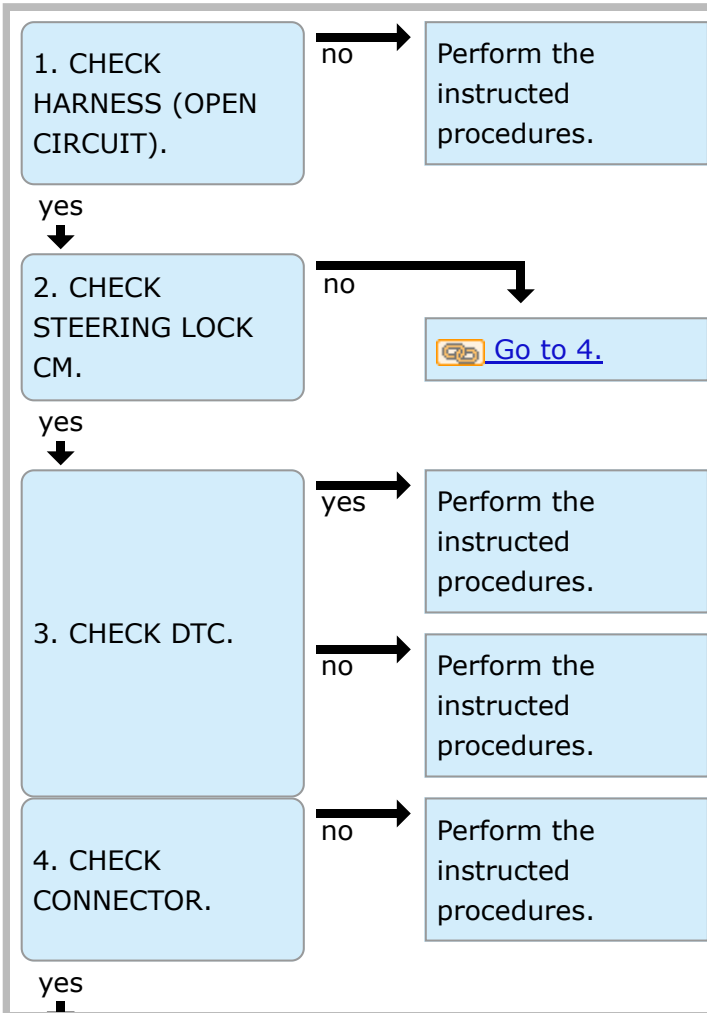 1. CHECK
HARNESS (OPEN
CIRCUIT).
no
Perform the
instructed
procedures.
yes
2. CHECK
STEERING LOCK
CM.
no
Go to 4.
yes
3. CHECK DTC.
yes
Perform the
instructed
procedures.
no
Perform the
instructed
procedures.
4. CHECK
CONNECTOR.
no
Perform the
instructed
procedures.
yes